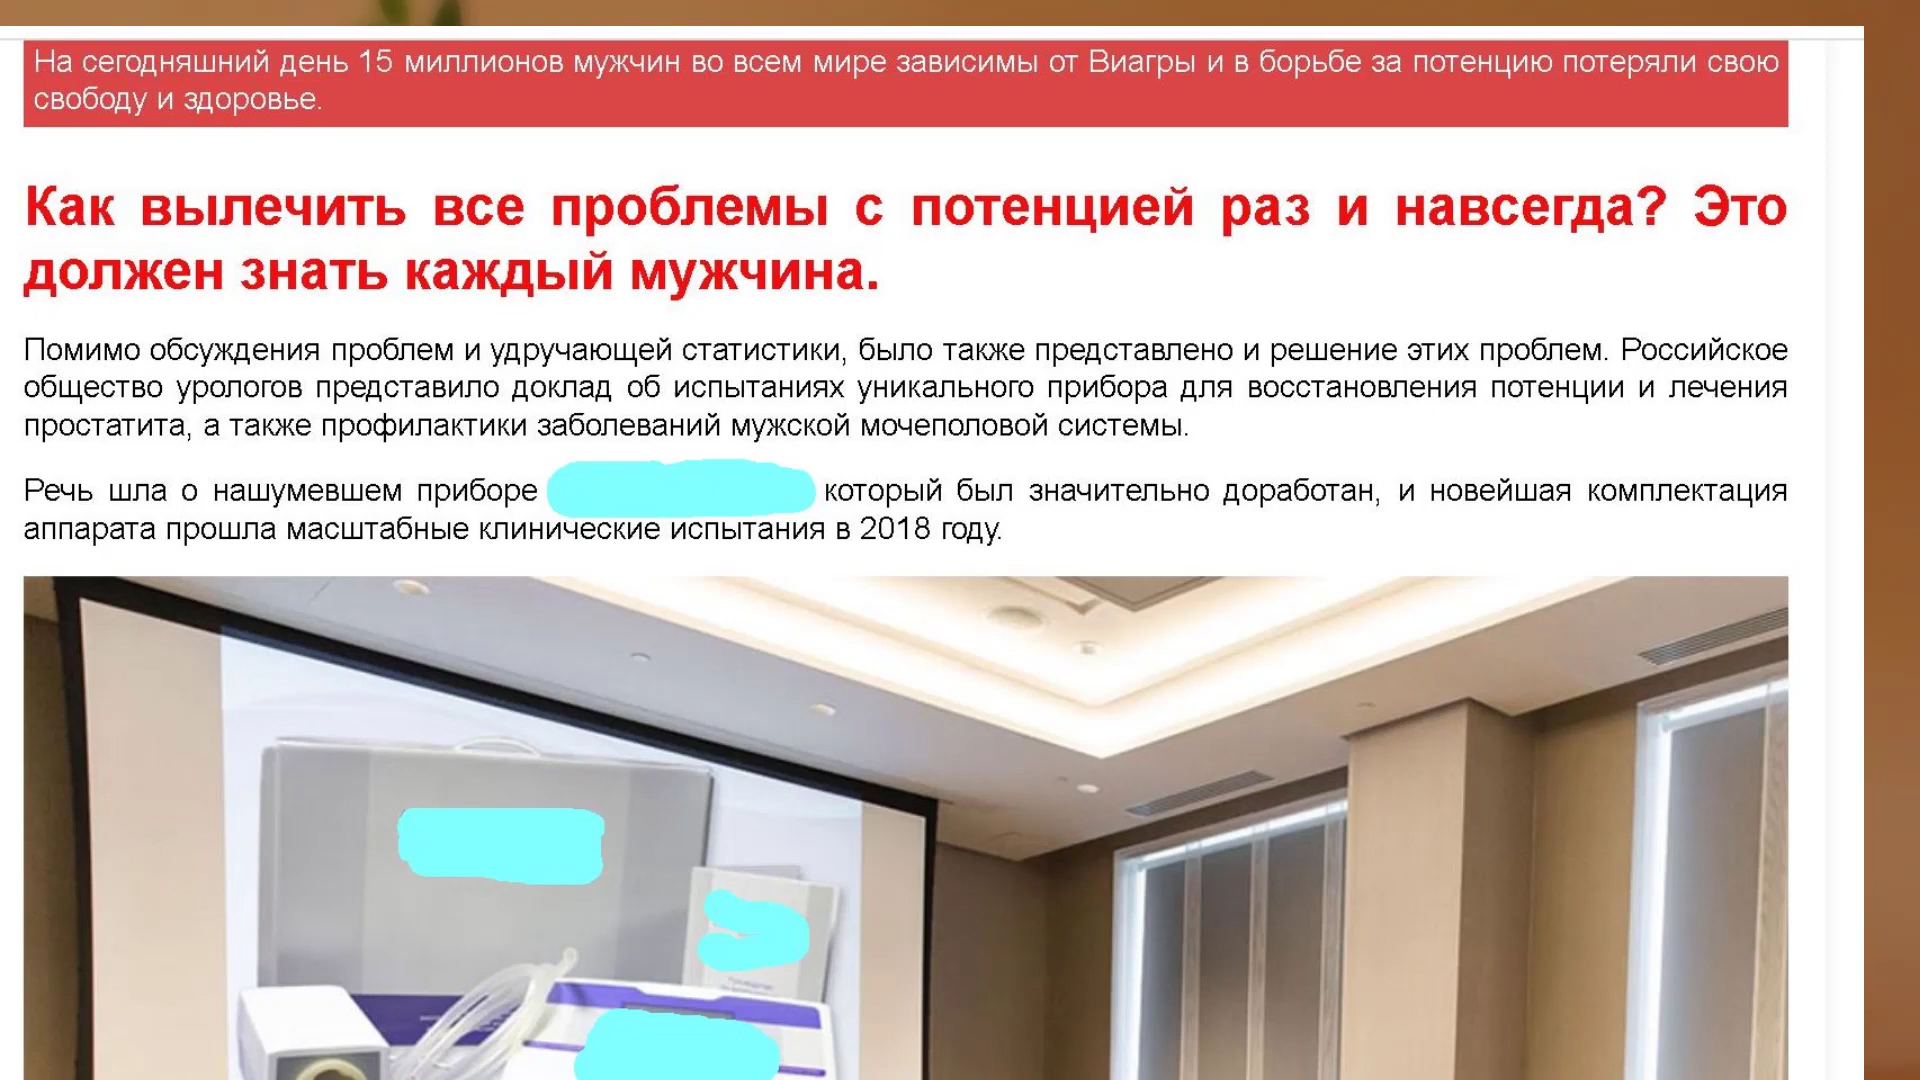 На сегодняшний день 15 миллионов мужчин во всем мире зависимы от Виагры и в борьбе за потенцию потеряли свою
свободу и здоровье.
Как вылечить все проблемы с потенцией раз и навсегда? Это
должен знать каждый мужчина.
Помимо обсуждения проблем и удручающей статистики, было также представлено и решение этих проблем. Российское
общество урологов представило доклад об испытаниях уникального прибора для восстановления потенции и лечения
простатита, а также профилактики заболеваний мужской мочеполовой системы.
Речь шла о нашумевшем приборе который был значительно доработан, и новейшая комплектация
аппарата прошла масштабные клинические испытания в 2018 году.